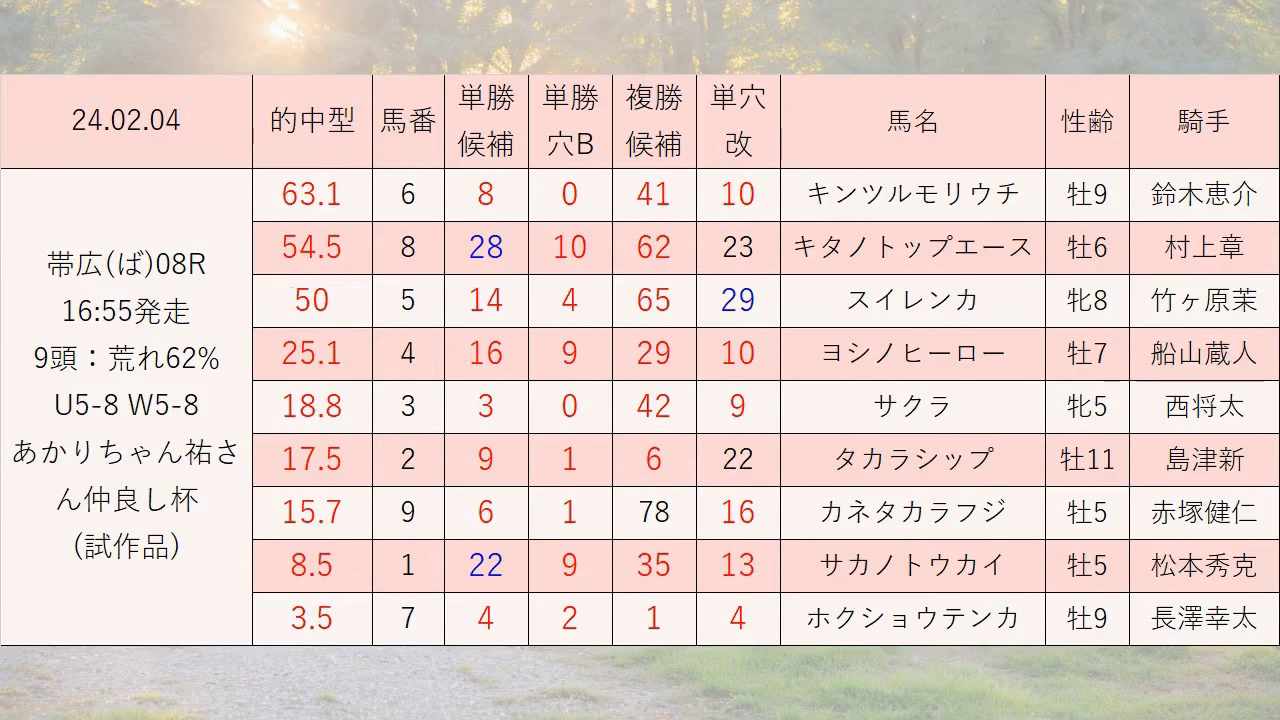 24.02.04 的中型 馬番 単勝候補 単勝穴B 複勝候補 単穴改 馬名 性齢 騎手
帯広(ば)08R
16:55発走
9頭：荒れ62%
U5-8 W5-8
あかりちゃん祐さ
ん仲良し杯
(試作品)
63.1 6 8 0 41 10 キンツルモリウチ 牡9 鈴木恵介
54.5 8 28 10 62 23 キタノトップエース 牡6 村上章
50 5 14 4 65 29 スイレンカ 牝8 竹ヶ原茉
25.1 4 16 9 29 10 ヨシノヒーロー 牡7 船山蔵人
18.8 3 3 0 42 9 サクラ 牝5 西将太
17.5 2 9 1 6 22 タカラシップ 牡11 島津新
15.7 9 6 1 78 16 カネタカラフジ 牡5 赤塚健仁
8.5 1 22 9 35 13 サカノトウカイ 牡5 松本秀克
3.5 7 4 2 1 4 ホクショウテンカ 牡9 長澤幸太